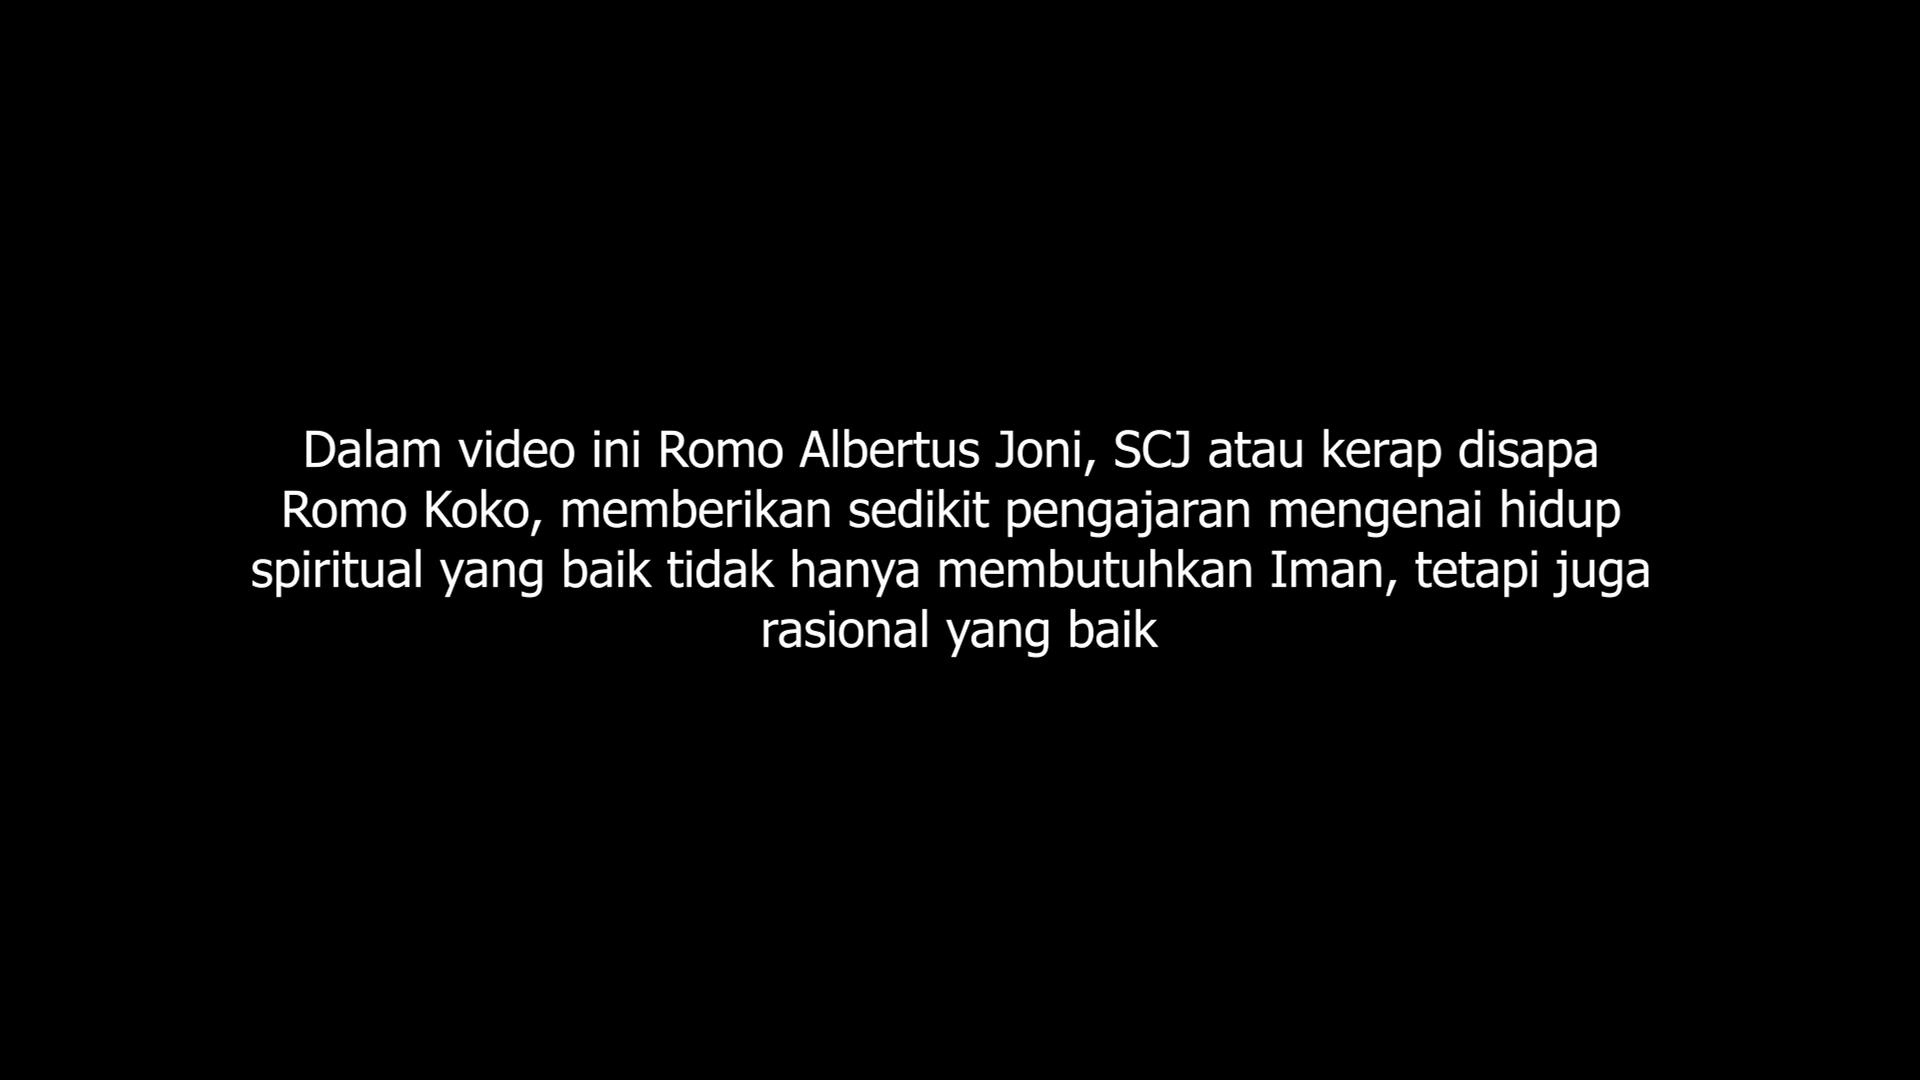 Dalam video ini Romo Albertus Joni, SCJ atau kerap disapa
Romo Koko, memberikan sedikit pengajaran mengenai hidup
spiritual yang baik tidak hanya membutuhkan Iman, tetapi juga
rasional yang baik